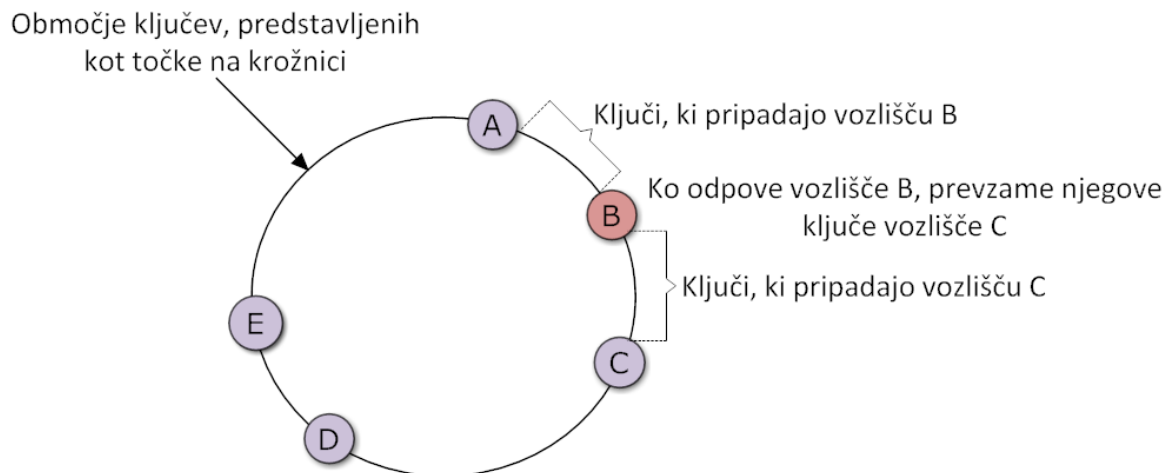 Območje ključev, predstavljenih
kot točke na krožnici
A
Ključi, ki pripadajo vozlišču B
Ko odpove vozlišče B, prevzame njegove
ključe vozlišče C
B
Ključi, ki pripadajo vozlišču C
E
C
D